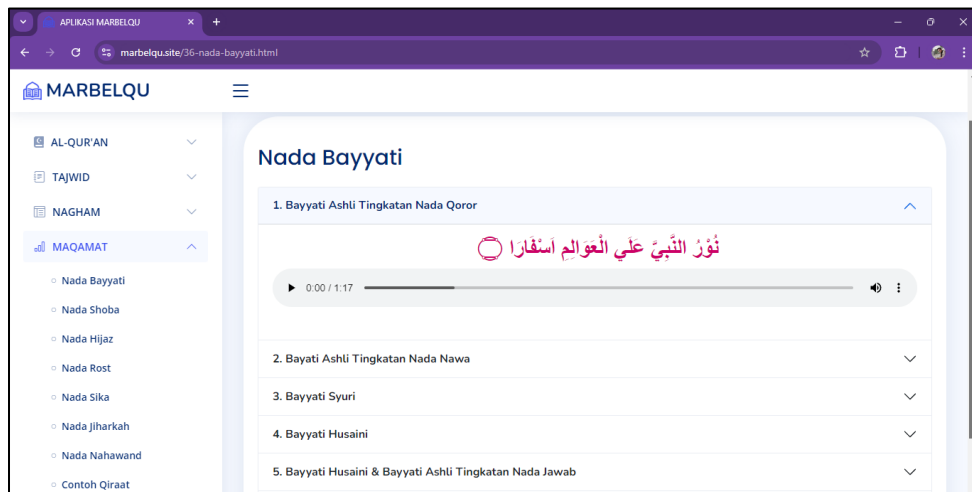 APLIKASI MARBELQU
marbelqu.site/36-nada-bayyati.html
MARBELQU
AL-QUR'AN
TAJWID
NAGHAM
MAQAMAT
Nada Bayyati
Nada Shoba
Nada Hijaz
Nada Rost
Nada Sika
Nada Jiharkah
Nada Nahawand
Contoh Qiraat
Nada Bayyati
1. Bayyati Ashli Tingkatan Nada Qoror
نُوْرُ النَّبِيَّ عَلَي الْعَوَالِمِ اَسْفَارَا ۝
0:00 / 1:17
2. Bayati Ashli Tingkatan Nada Nawa
3. Bayyati Syuri
4. Bayyati Husaini
5. Bayyati Husaini & Bayyati Ashli Tingkatan Nada Jawab